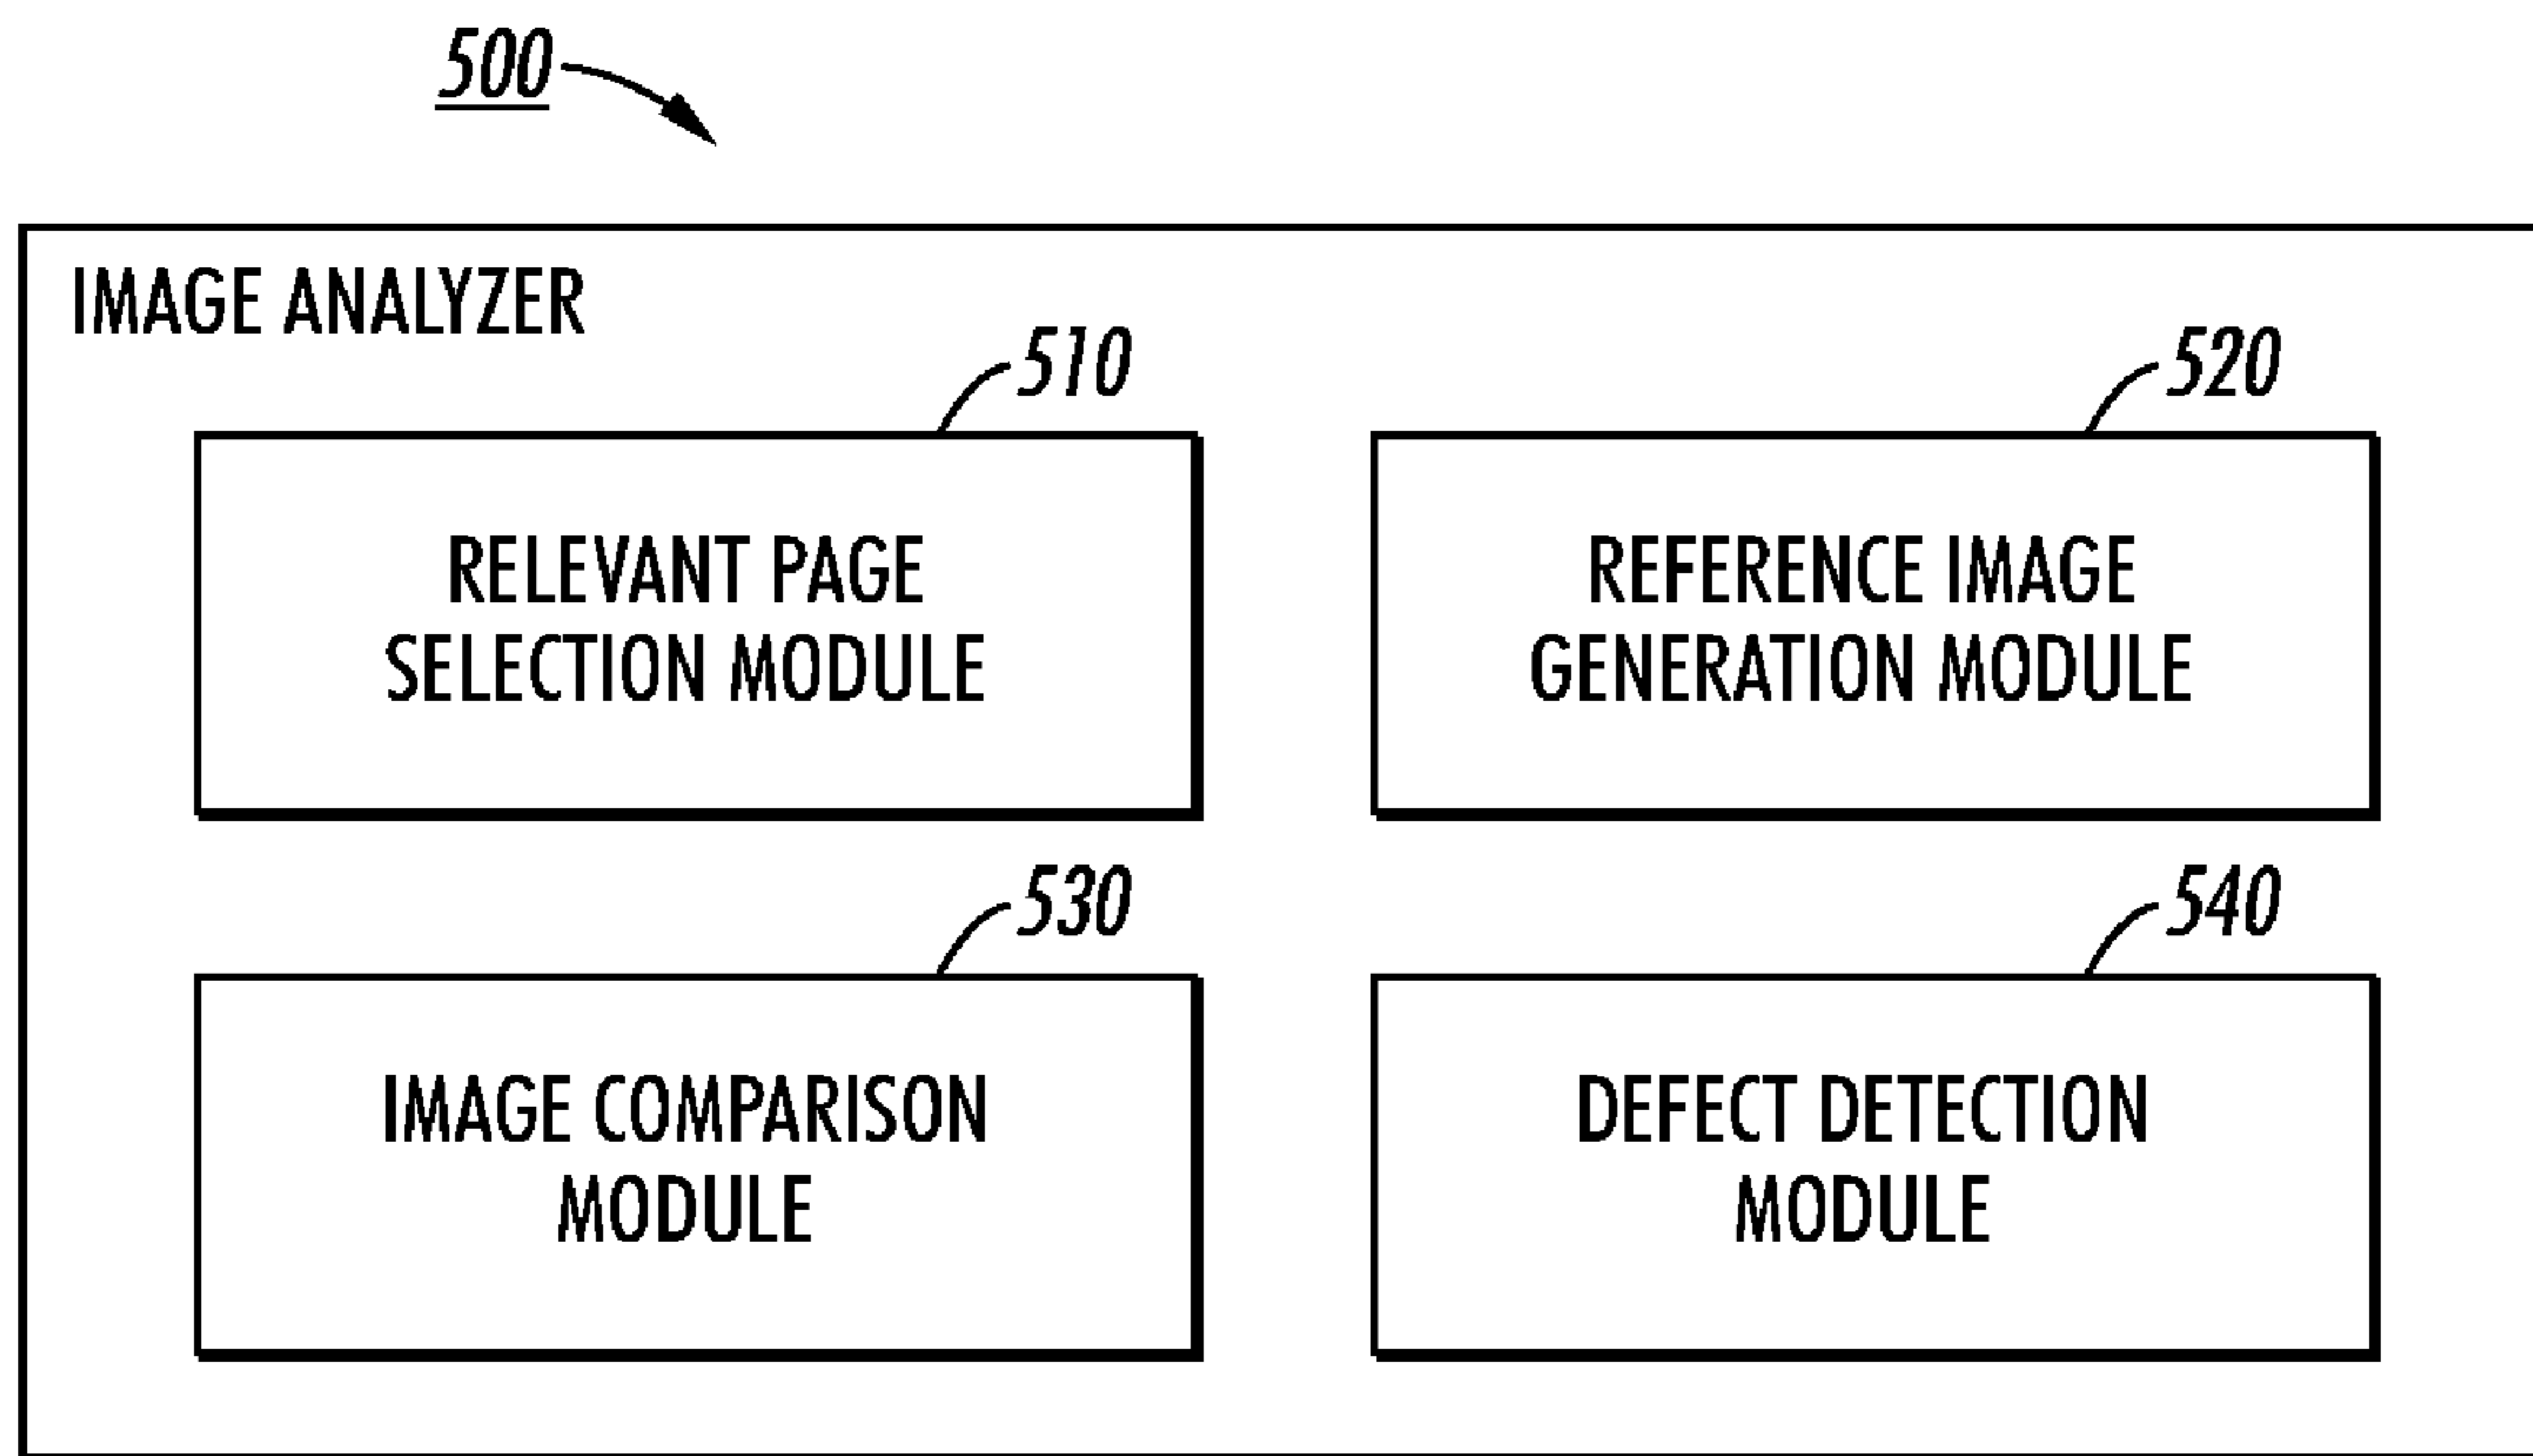 500
IMAGE ANALYZER
510
520
RELEVANT PAGE
SELECTION MODULE
REFERENCE IMAGE
GENERATION MODULE
530
540
IMAGE COMPARISON
MODULE
DEFECT DETECTION
MODULE